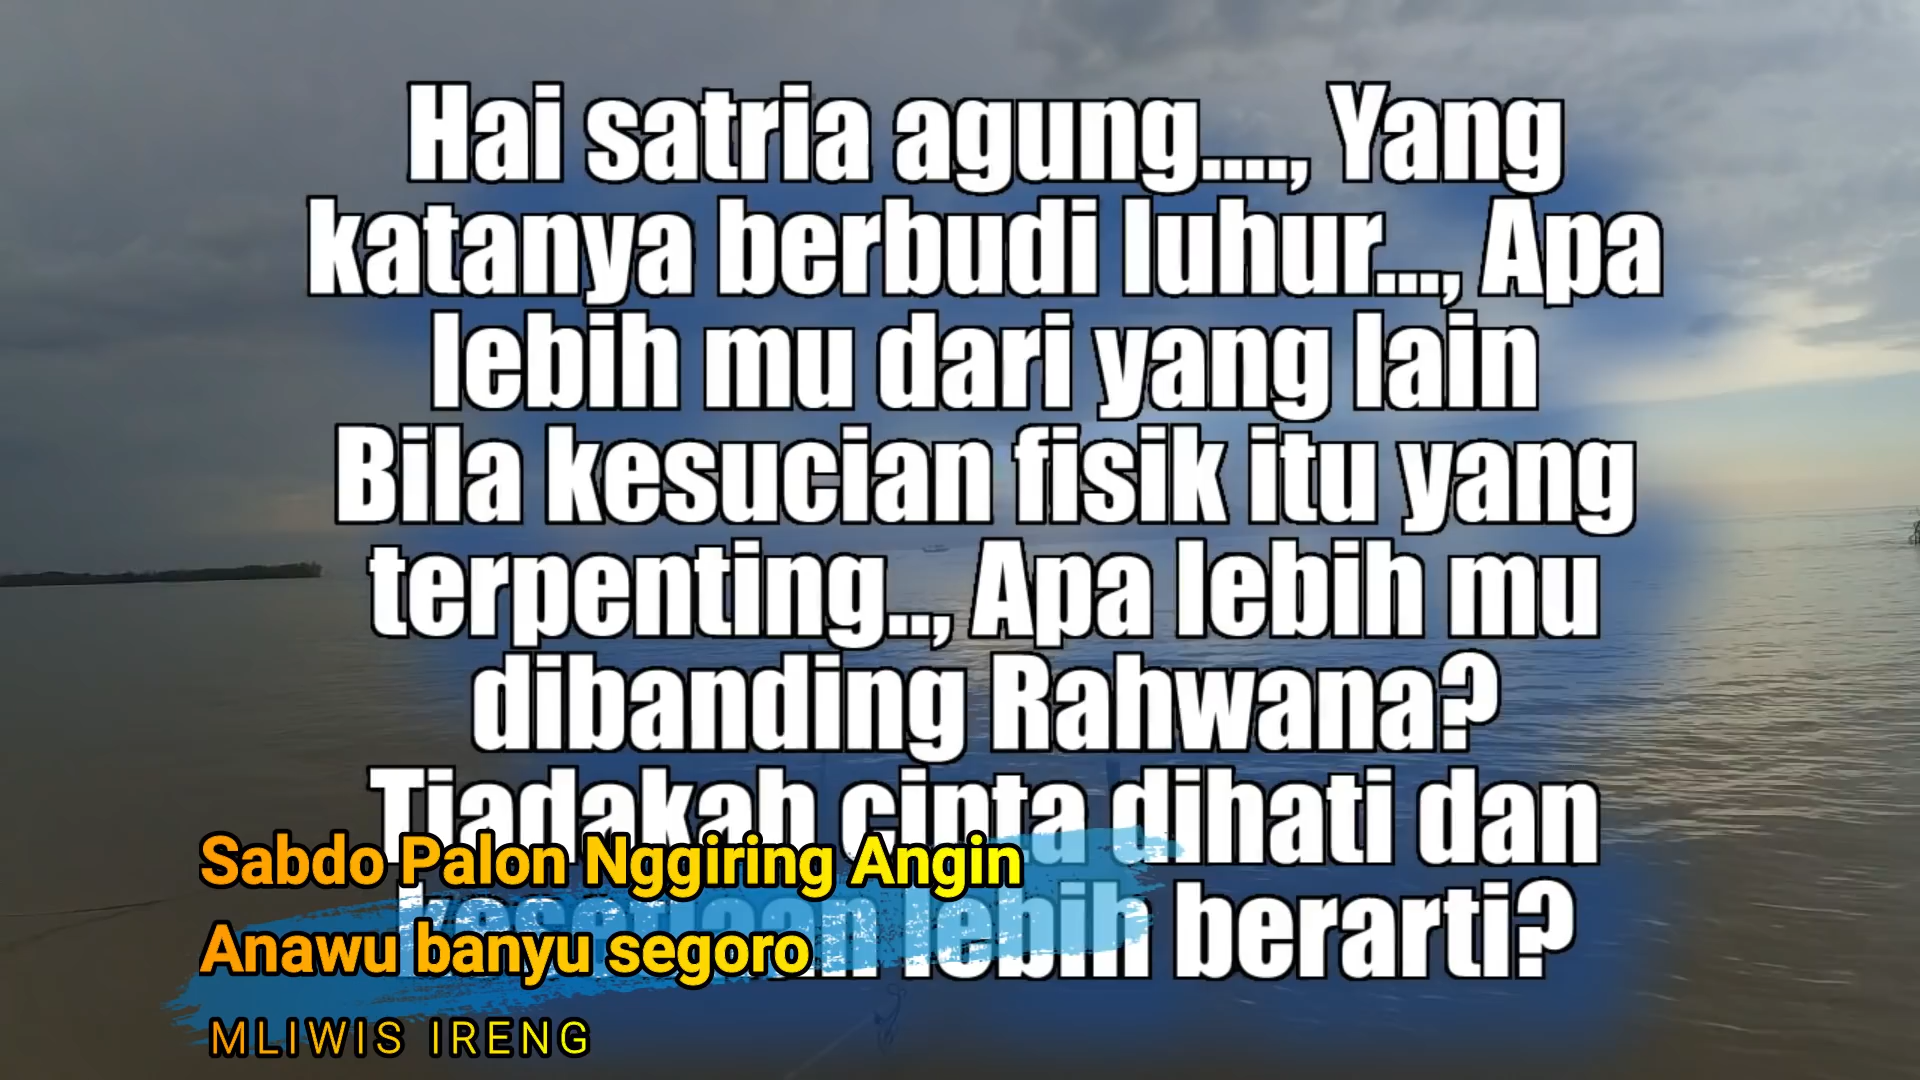 Hai satria agung...., Yang
katanya berbudi luhur..., Apa
lebih mu dari yang lain
Bila kesucian fisik itu yang
terpenting.., Apa lebih mu
dibanding Rahwana?
Tiadakah cinta dihati dan
kesetiaan lebih berarti?
Sabdo Palon Nggiring Angin
Anawu banyu segoro
MLIWIS IRENG